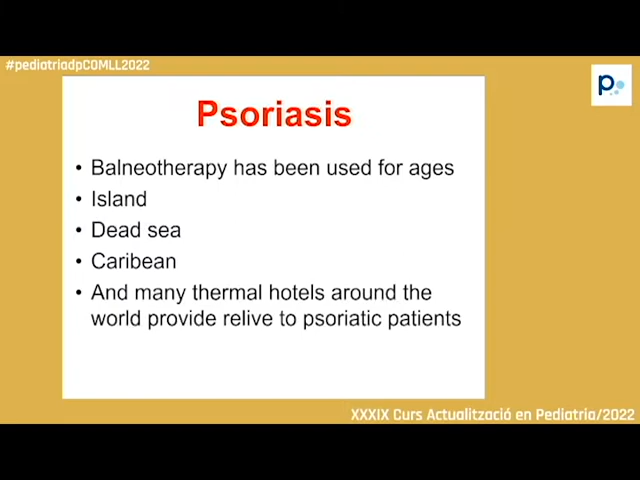 #pediatriadpCOMLL2022
p
Psoriasis
• Balneotherapy has been used for ages
• Island
• Dead sea
• Caribean
• And many thermal hotels around the
world provide relive to psoriatic patients
XXXIX Curs Actualització en Pediatria/2022